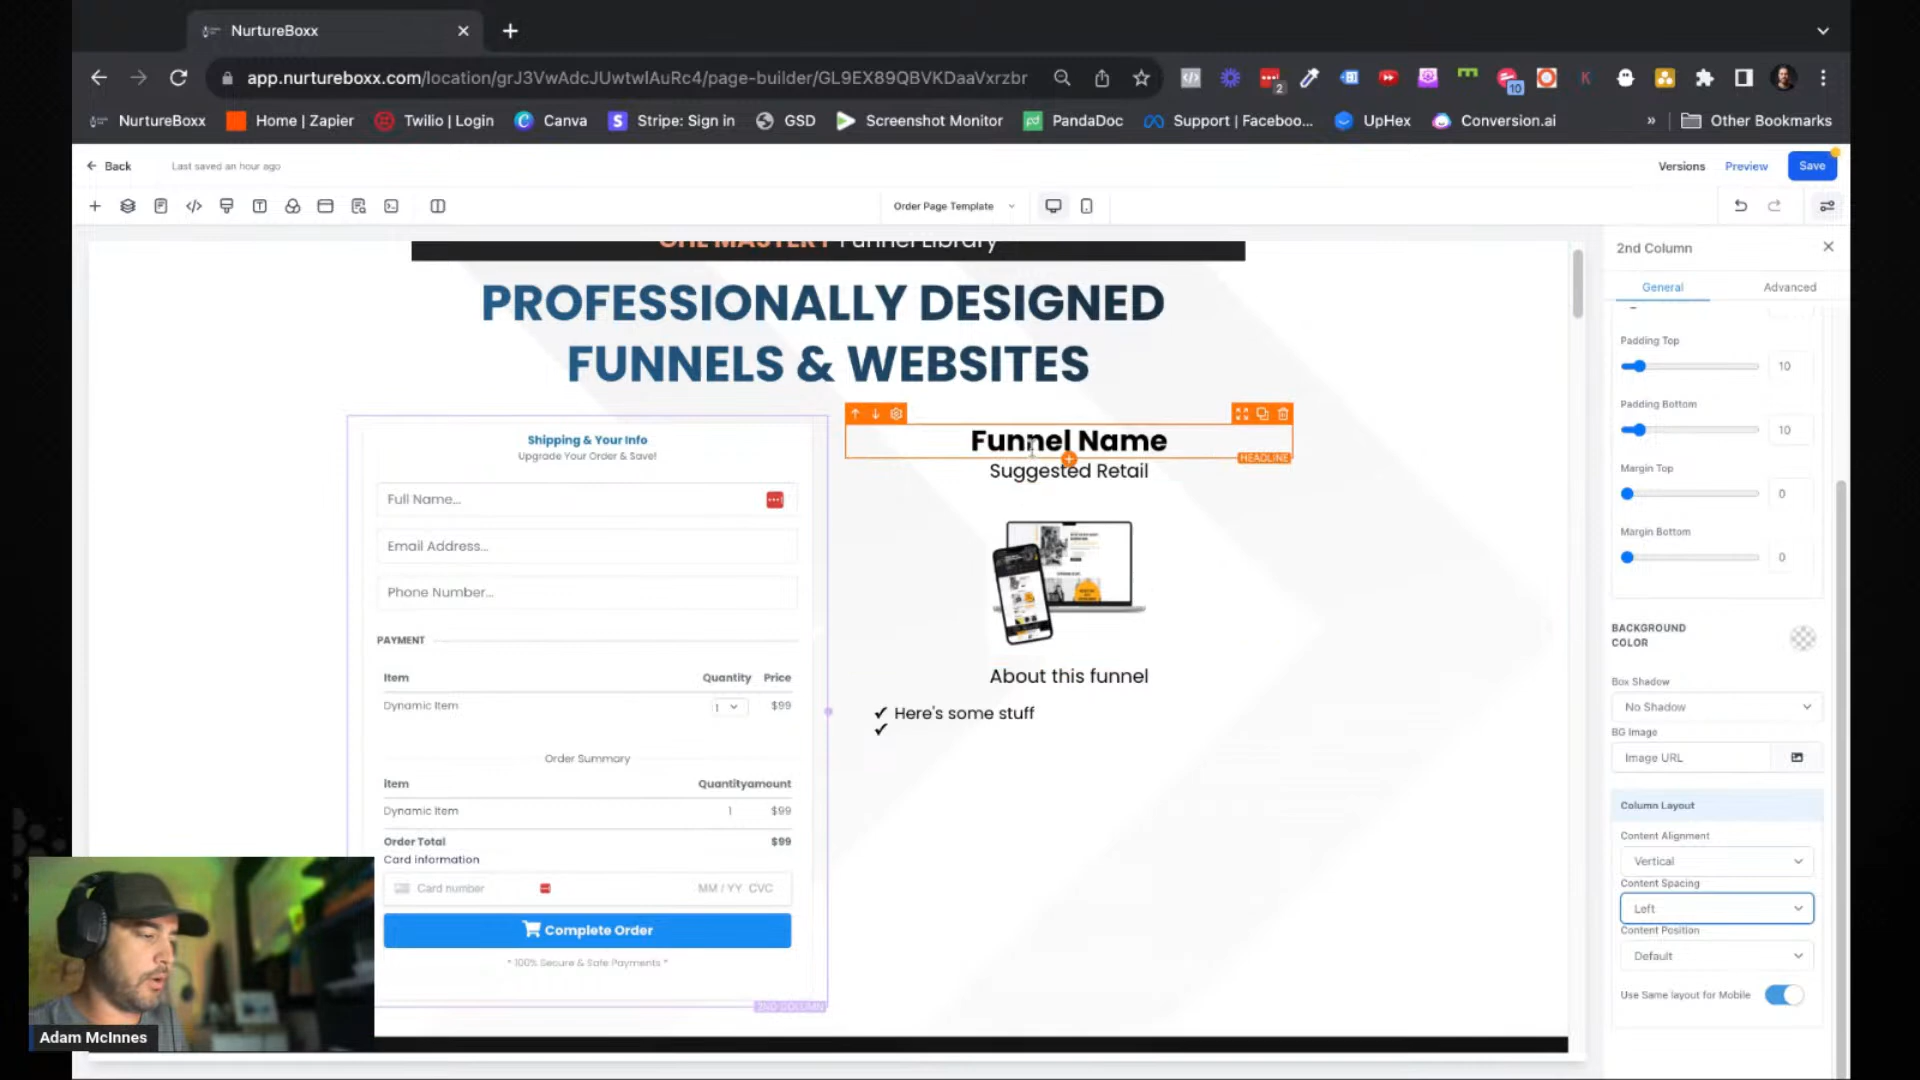 NurtureBoxx
app.nurtureboxx.com/location/grJ3VwAdcJUwtwIAuRc4/page-builder/GL9EX89QBVKDaaVxrzbr
2
10
K
NurtureBoxx
Home | Zapier
Twilio | Login
Canva
Stripe: Sign in
GSD
Screenshot Monitor
PandaDoc
Support | Faceboo...
UpHex
Conversion.ai
»
Other Bookmarks
Back
Last saved an hour ago
Versions
Preview
Save
Order Page Template
Funnel Library
PROFESSIONALLY DESIGNED
FUNNELS & WEBSITES
Shipping & Your Info
Upgrade Your Order & Save!
Full Name...
Email Address...
Phone Number...
PAYMENT
Item Quantity Price
Dynamic Item 1 $99
Order Summary
Item Quantityamount
Dynamic Item 1 $99
Order Total $99
Card information
Card number MM / YY CVC
Complete Order
* 100% Secure & Safe Payments *
2ND COLUMN
Funnel Name
HEADLINE
Suggested Retail
About this funnel
✓ Here's some stuff
✓
2nd Column
General
Advanced
Padding Top
10
Padding Bottom
10
Margin Top
0
Margin Bottom
0
BACKGROUND
COLOR
Box Shadow
No Shadow
BG Image
Image URL
Column Layout
Content Alignment
Vertical
Content Spacing
Left
Content Position
Default
Use Same layout for Mobile
Adam McInnes